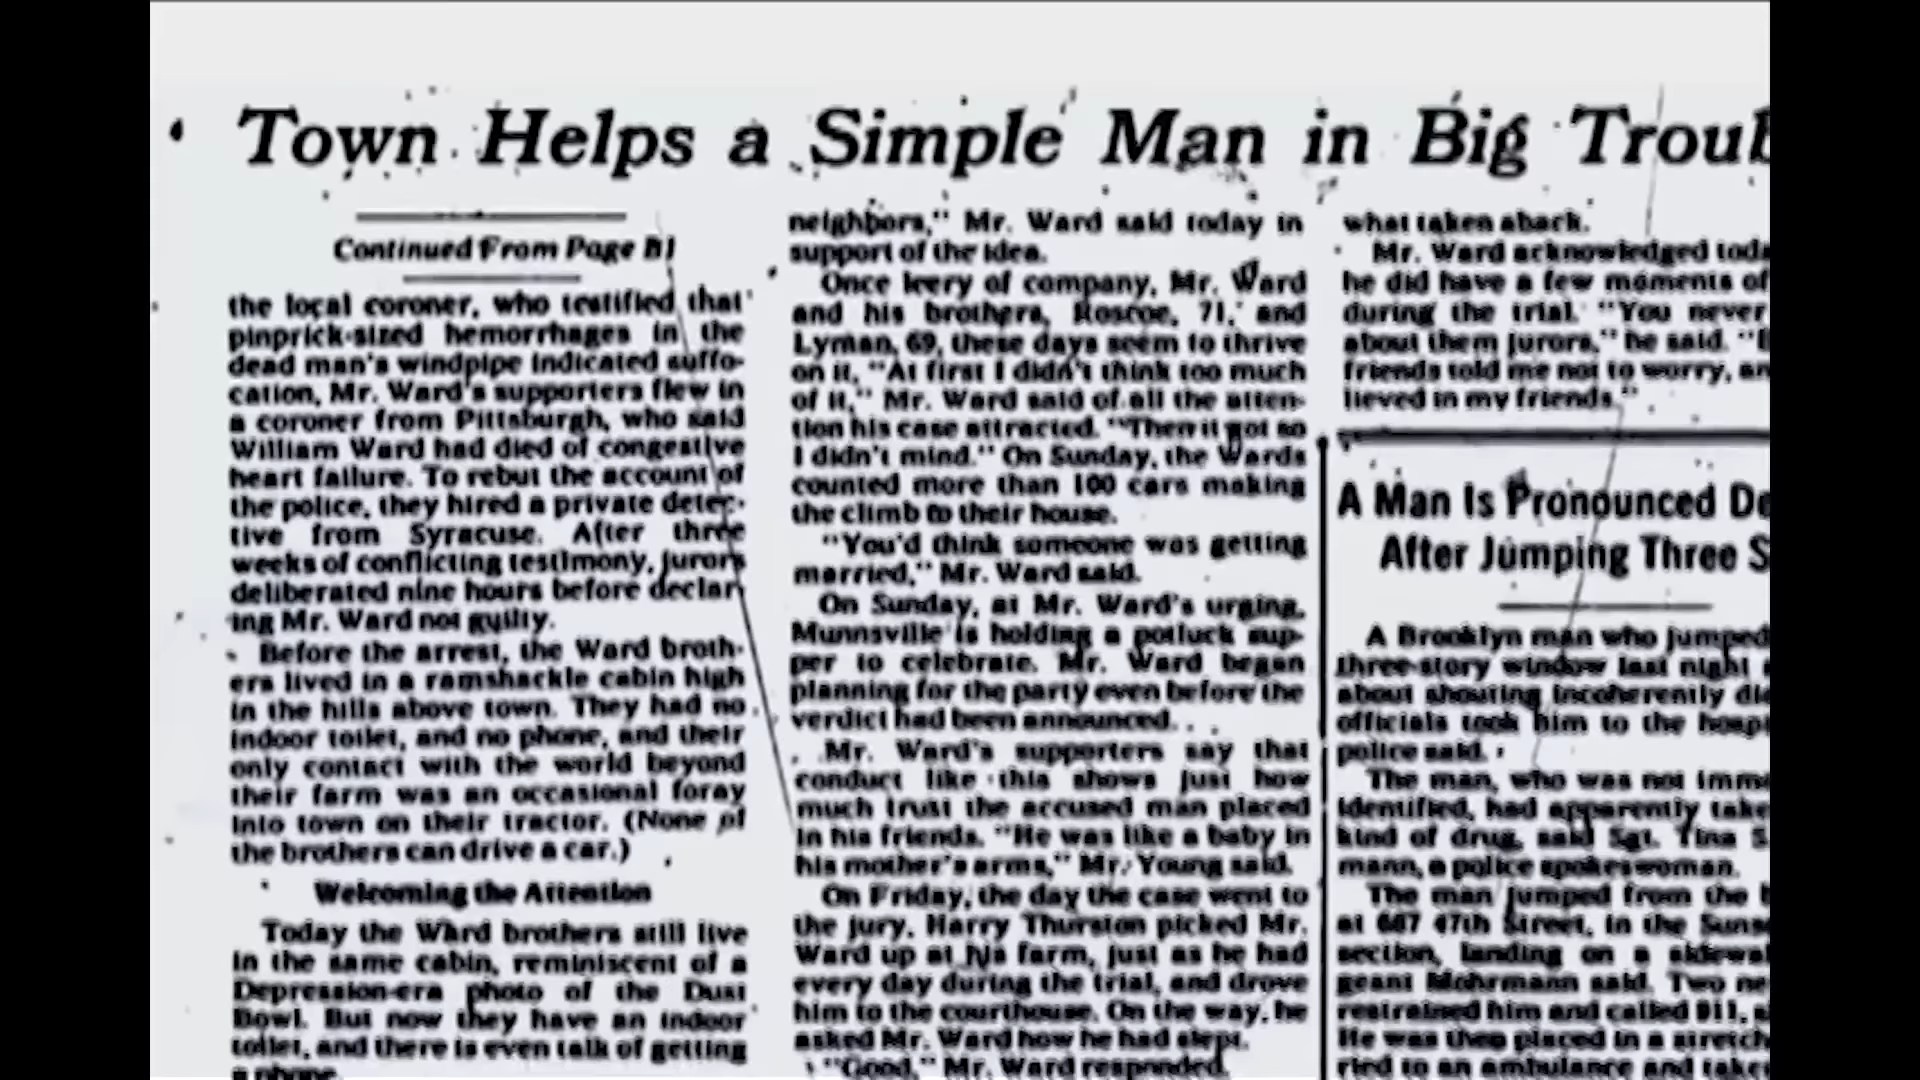 Town Helps a Simple Man in Big Troub
Continued From Page B1
the local coroner, who testified that
pinprick-sized hemorrhages in the
dead man's windpipe indicated suffo-
cation, Mr. Ward's supporters flew in
a coroner from Pittsburgh, who said
William Ward had died of congestive
heart failure. To rebut the account of
the police, they hired a private detec-
tive from Syracuse. After three
weeks of conflicting testimony, jurors
deliberated nine hours before declar-
ing Mr. Ward not guilty.
Before the arrest, the Ward broth-
ers lived in a ramshackle cabin high
in the hills above town. They had no
indoor toilet, and no phone, and their
only contact with the world beyond
their farm was an occasional foray
into town on their tractor. (None of
the brothers can drive a car.)
Welcoming the Attention
Today the Ward brothers still live
in the same cabin, reminiscent of a
Depression-era photo of the Dust
Bowl. But now they have an indoor
toilet, and there is even talk of getting
a phone.
neighbors," Mr. Ward said today in
support of the idea.
Once leery of company, Mr. Ward
and his brothers, Roscoe, 71, and
Lyman, 69, these days seem to thrive
on it. "At first I didn't think too much
of it," Mr. Ward said of all the atten-
tion his case attracted. "Then it got so
I didn't mind." On Sunday, the Wards
counted more than 100 cars making
the climb to their house.
"You'd think someone was getting
married," Mr. Ward said.
On Sunday, at Mr. Ward's urging,
Munnsville is holding a potluck sup-
per to celebrate. Mr. Ward began
planning for the party even before the
verdict had been announced.
Mr. Ward's supporters say that
conduct like this shows just how
much trust the accused man placed
in his friends. "He was like a baby in
his mother's arms," Mr. Young said.
On Friday, the day the case went to
the jury, Harry Thurston picked Mr.
Ward up at his farm, just as he had
every day during the trial, and drove
him to the courthouse. On the way, he
asked Mr. Ward how he had slept.
"Good," Mr. Ward responded.
what taken aback.
Mr. Ward acknowledged toda
he did have a few moments of
during the trial. "You never
about them jurors," he said. "
friends told me not to worry, an
lieved in my friends."
A Man Is Pronounced De
After Jumping Three S
A Brooklyn man who jumped
three-story window last night
about shouting incoherently die
officials took him to the hospi
police said.
The man, who was not imme
identified, had apparently take
kind of drug, said Sgt. Tina S.
mann, a police spokeswoman.
The man jumped from the b
at 667 47th Street, in the Suns
section, landing on a sidewal
geant Mohrmann said. Two ne
restrained him and called 911, a
He was then placed in a stretch
ried to an ambulance and take